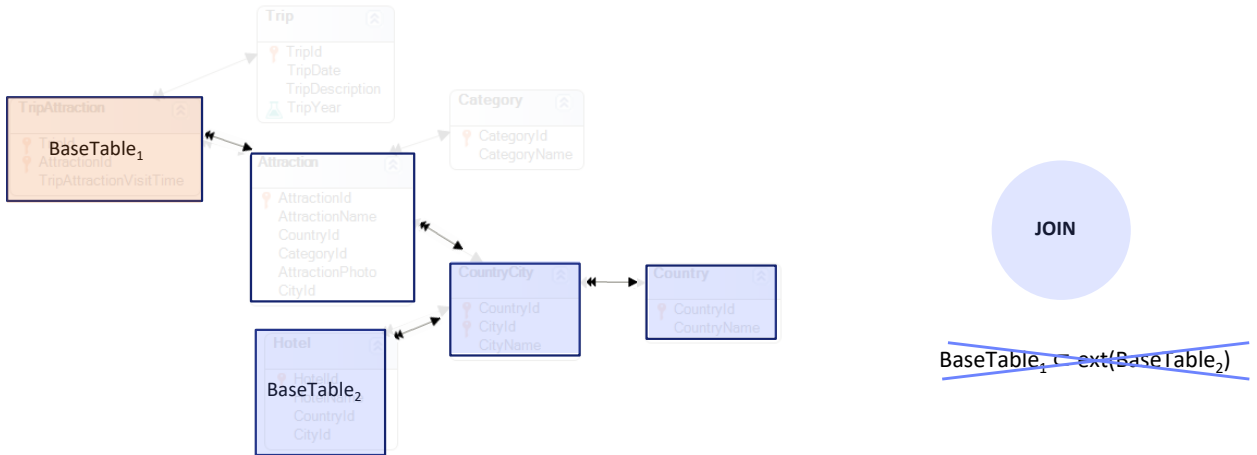 Trip
TripId
TripDate
TripDescription
TripYear
TripAttraction
BaseTable1
AttractionId
TripAttractionVisitTime
Category
CategoryId
CategoryName
Attraction
AttractionId
AttractionName
CountryId
CategoryId
AttractionPhoto
CityId
CountryCity
CountryId
CityId
CityName
Country
CountryId
CountryName
Hotel
HotelId
BaseTable2
CountryId
CityId
JOIN
BaseTable1 ⊂ ext(BaseTable2)